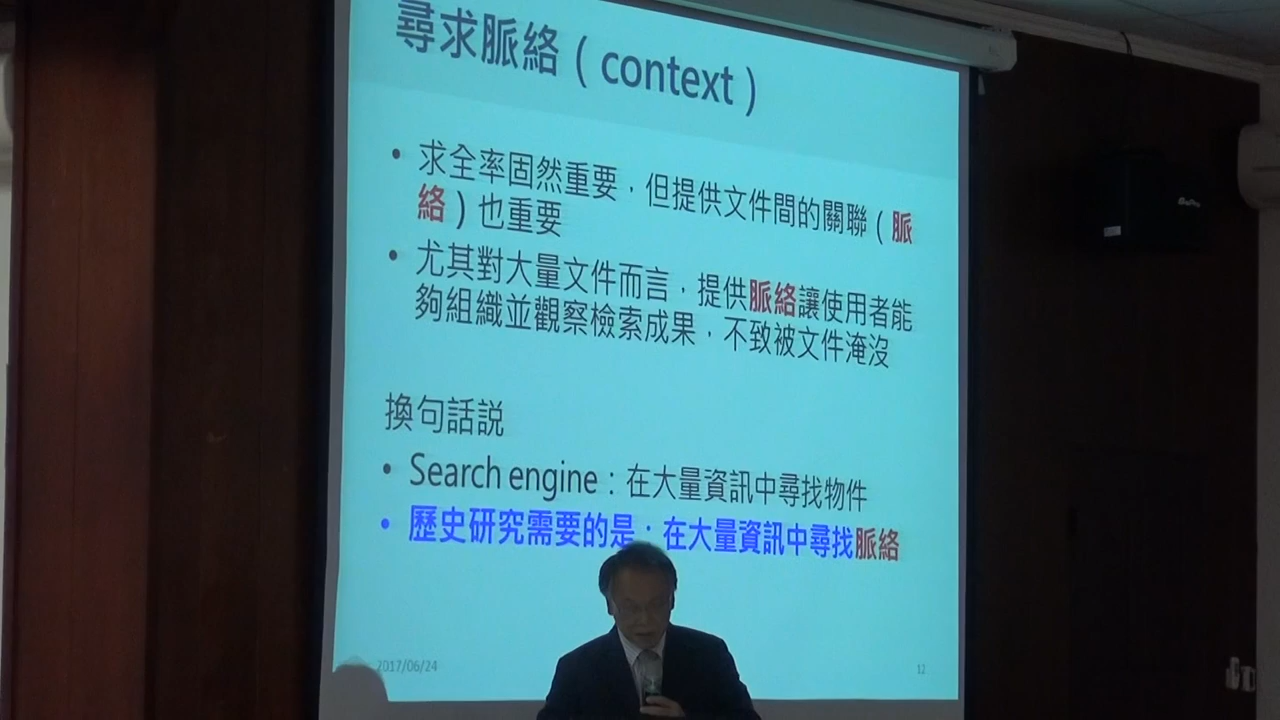 尋求脈絡（context）
• 求全率固然重要，但提供文件間的關聯（脈
絡）也重要
• 尤其對大量文件而言，提供脈絡讓使用者能
夠組織並觀察檢索成果，不致被文件淹沒
換句話説
• Search engine：在大量資訊中尋找物件
• 歷史研究需要的是：在大量資訊中尋找脈絡
2017/06/24
12